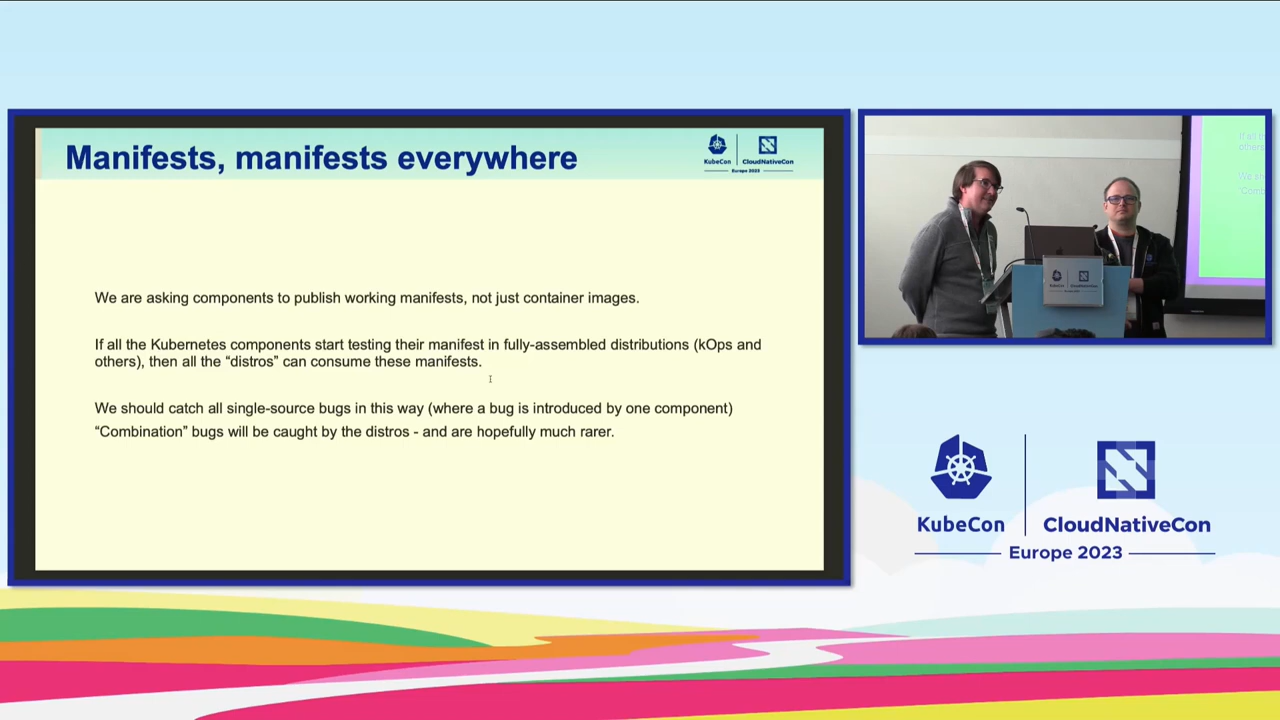 Manifests, manifests everywhere
KubeCon
CloudNativeCon
Europe 2023
We are asking components to publish working manifests, not just container images.
If all the Kubernetes components start testing their manifest in fully-assembled distributions (kOps and
others), then all the “distros” can consume these manifests.
We should catch all single-source bugs in this way (where a bug is introduced by one component)
“Combination” bugs will be caught by the distros - and are hopefully much rarer.
KubeCon
CloudNativeCon
Europe 2023